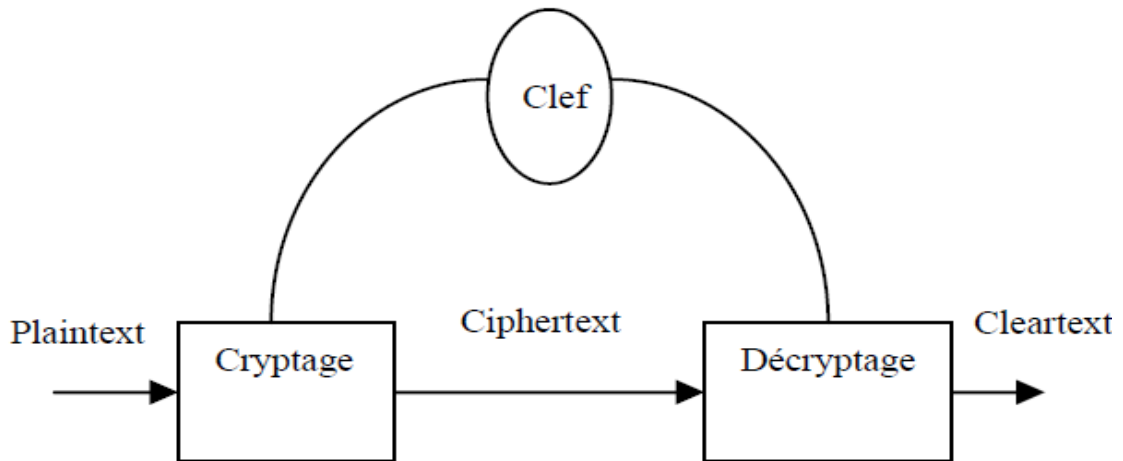 Clef
Plaintext
Ciphertext
Cleartext
Cryptage
Décryptage